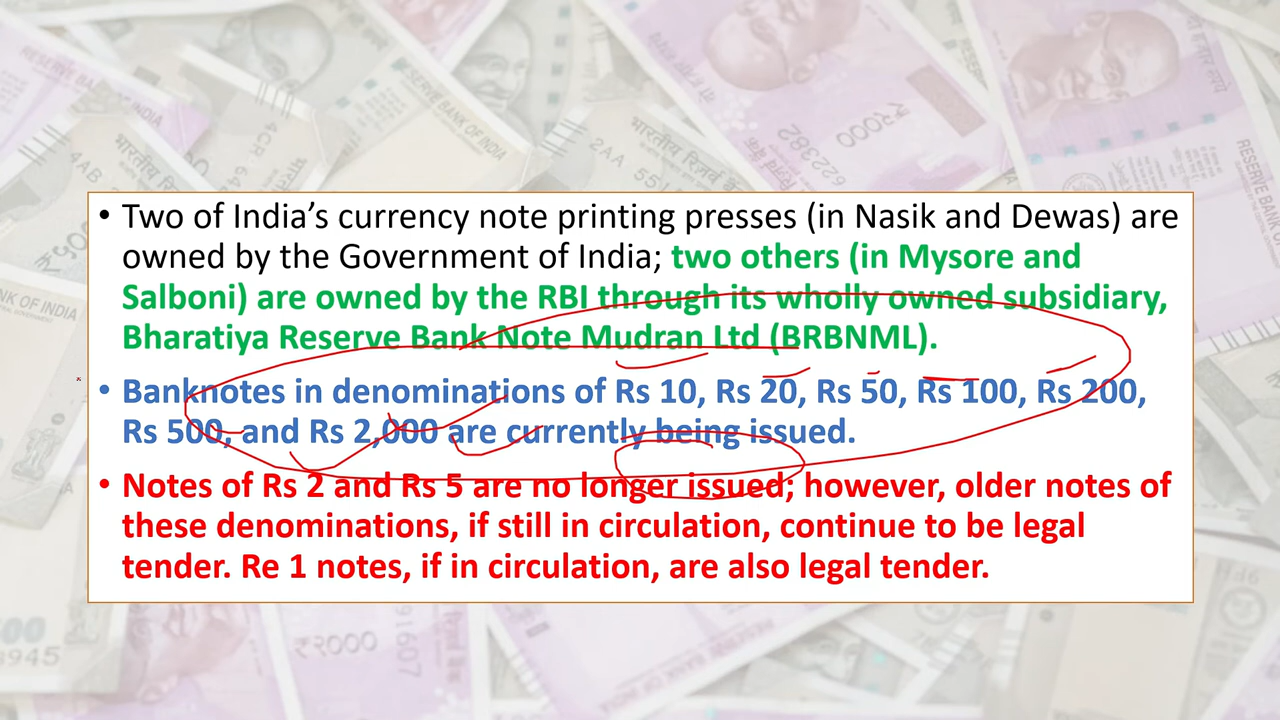 • Two of India’s currency note printing presses (in Nasik and Dewas) are
owned by the Government of India; two others (in Mysore and
Salboni) are owned by the RBI through its wholly owned subsidiary,
Bharatiya Reserve Bank Note Mudran Ltd (BRBNML).
• Banknotes in denominations of Rs 10, Rs 20, Rs 50, Rs 100, Rs 200,
Rs 500, and Rs 2,000 are currently being issued.
• Notes of Rs 2 and Rs 5 are no longer issued; however, older notes of
these denominations, if still in circulation, continue to be legal
tender. Re 1 notes, if in circulation, are also legal tender.